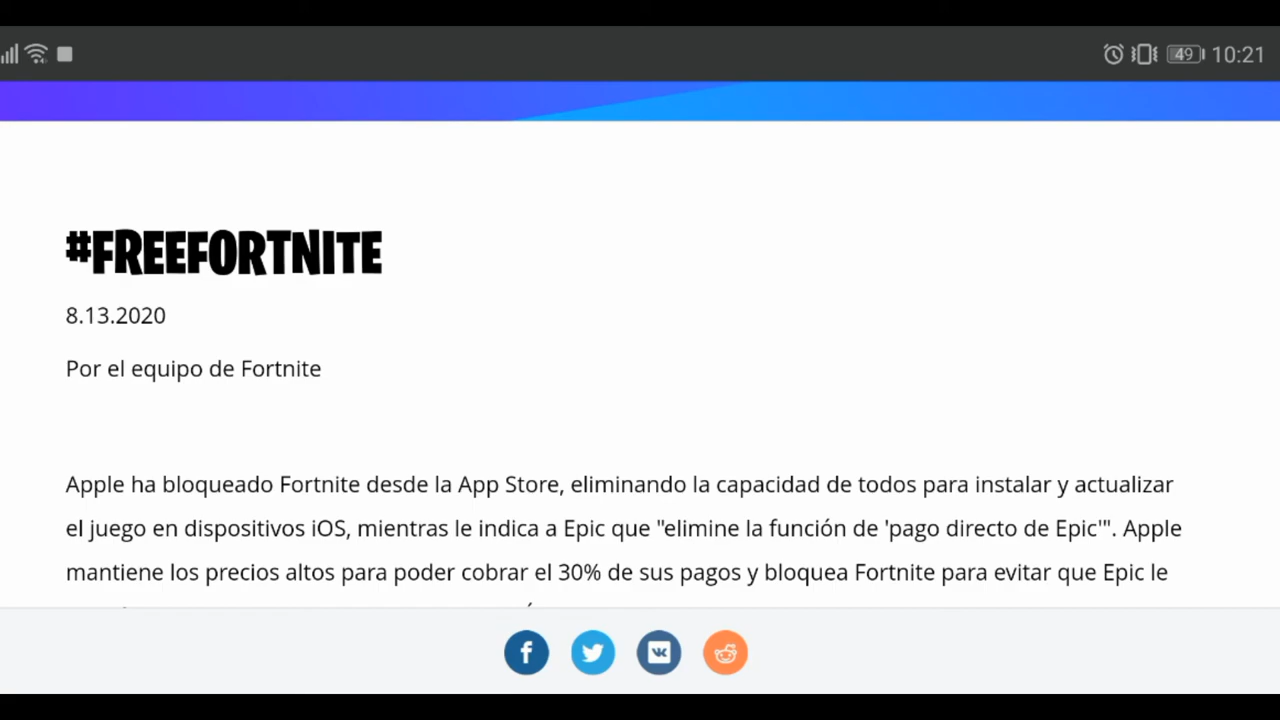 49 10:21
#FREEFORTNITE
8.13.2020
Por el equipo de Fortnite
Apple ha bloqueado Fortnite desde la App Store, eliminando la capacidad de todos para instalar y actualizar
el juego en dispositivos iOS, mientras le indica a Epic que "elimine la función de 'pago directo de Epic'". Apple
mantiene los precios altos para poder cobrar el 30% de sus pagos y bloquea Fortnite para evitar que Epic le